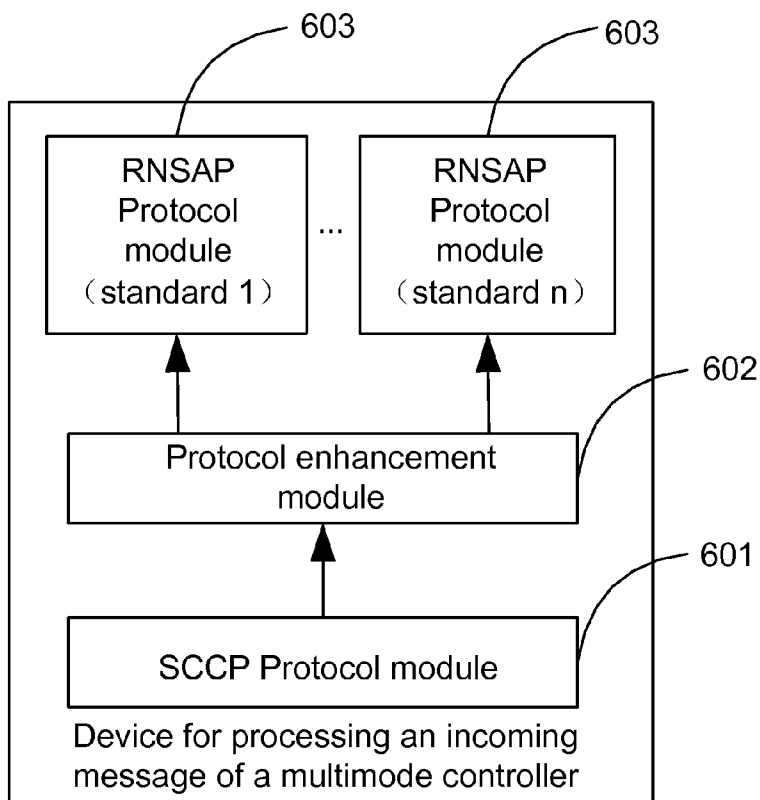 603
603
RNSAP
Protocol
module
（standard 1）
...
RNSAP
Protocol
module
（standard n）
602
Protocol enhancement
module
601
SCCP Protocol module
Device for processing an incoming
message of a multimode controller